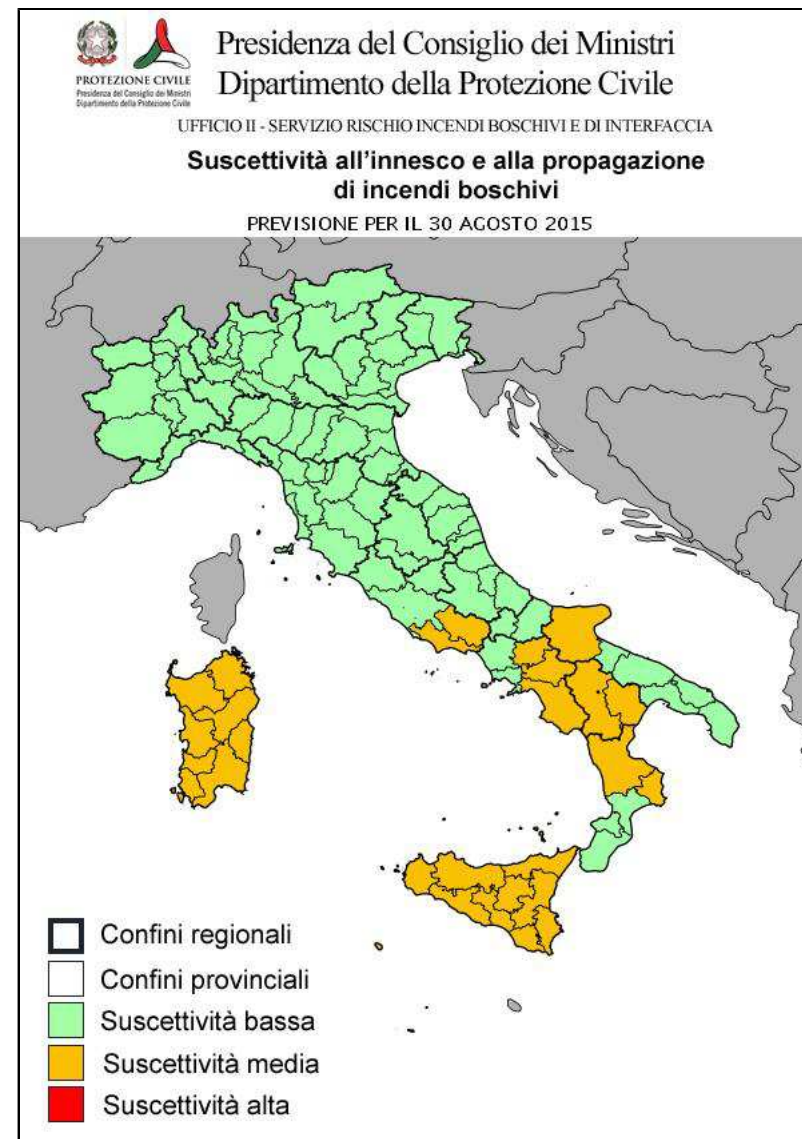 Presidenza del Consiglio dei Ministri
Dipartimento della Protezione Civile
PROTEZIONE CIVILE
Presidenza del Consiglio dei Ministri
Dipartimento della Protezione Civile
UFFICIO II - SERVIZIO RISCHIO INCENDI BOSCHIVI E DI INTERFACCIA
Suscettività all'innesco e alla propagazione
di incendi boschivi
PREVISIONE PER IL 30 AGOSTO 2015
Confini regionali
Confini provinciali
Suscettività bassa
Suscettività media
Suscettività alta